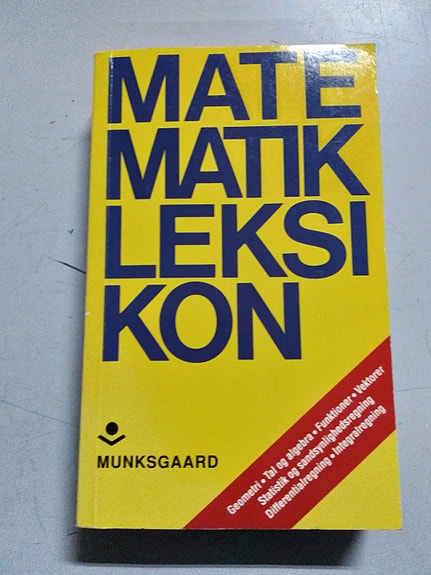 MATE
MATIK
LEKSI
KON
MUNKSGAARD
Geometri • Tal og algebra • Funktioner • Vektorer
Statistik og sandsynlighedsregning
Differentialregning • Integralregning